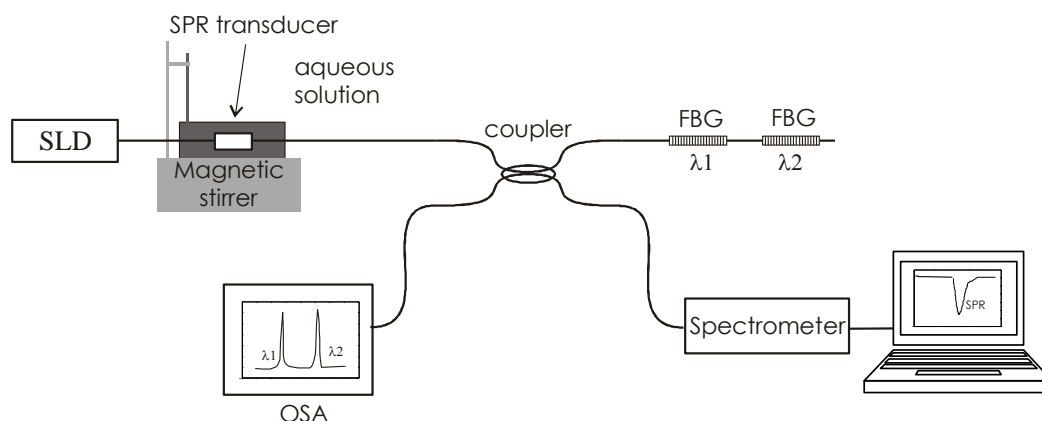 SPR transducer
aqueous
solution
SLD
Magnetic
stirrer
coupler
FBG
FBG
λ1
λ2
λ1
λ2
OSA
Spectrometer
SPR